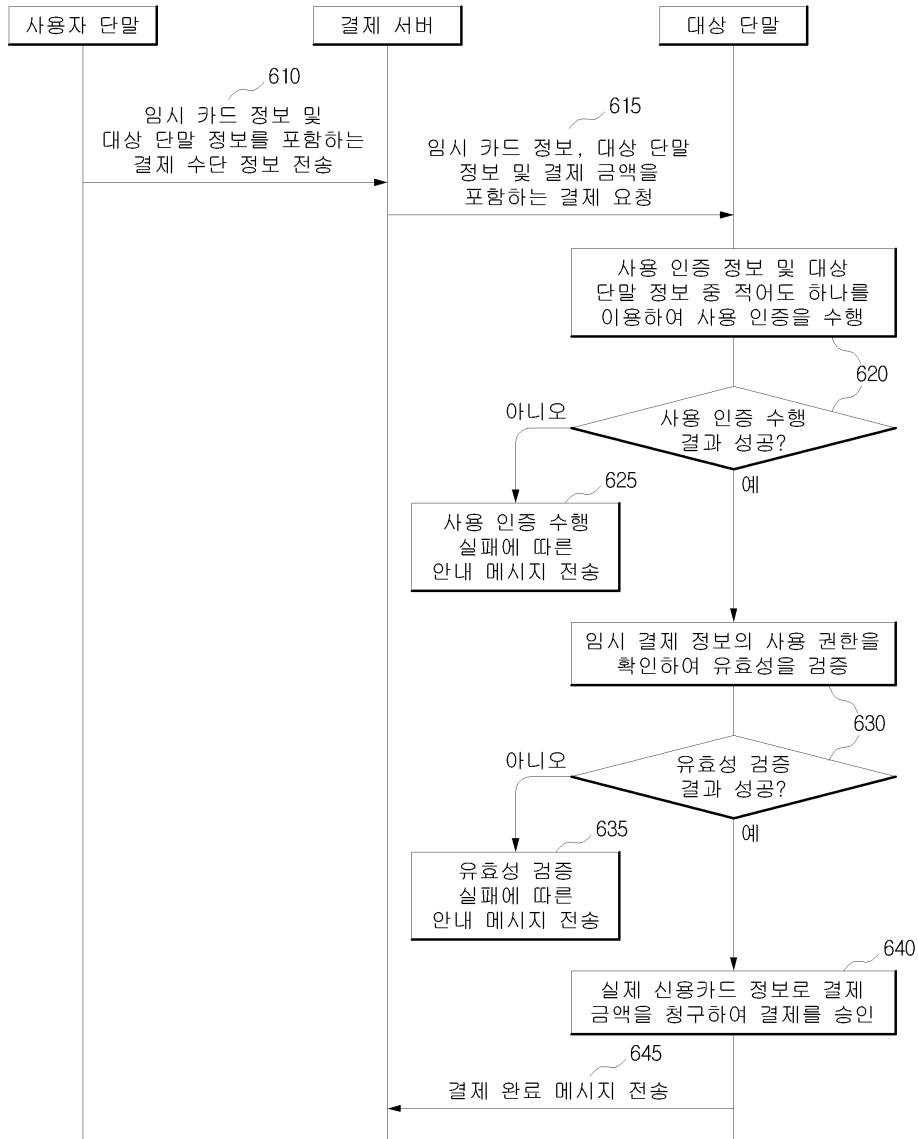 사용자 단말
결제 서버
대상 단말
610
임시 카드 정보 및
대상 단말 정보를 포함하는
결제 수단 정보 전송
615
임시 카드 정보, 대상 단말
정보 및 결제 금액을
포함하는 결제 요청
사용 인증 정보 및 대상
단말 정보 중 적어도 하나를
이용하여 사용 인증을 수행
620
사용 인증 수행
결과 성공?
아니오
예
625
사용 인증 수행
실패에 따른
안내 메시지 전송
임시 결제 정보의 사용 권한을
확인하여 유효성을 검증
630
유효성 검증
결과 성공?
아니오
예
635
유효성 검증
실패에 따른
안내 메시지 전송
640
실제 신용카드 정보로 결제
금액을 청구하여 결제를 승인
645
결제 완료 메시지 전송